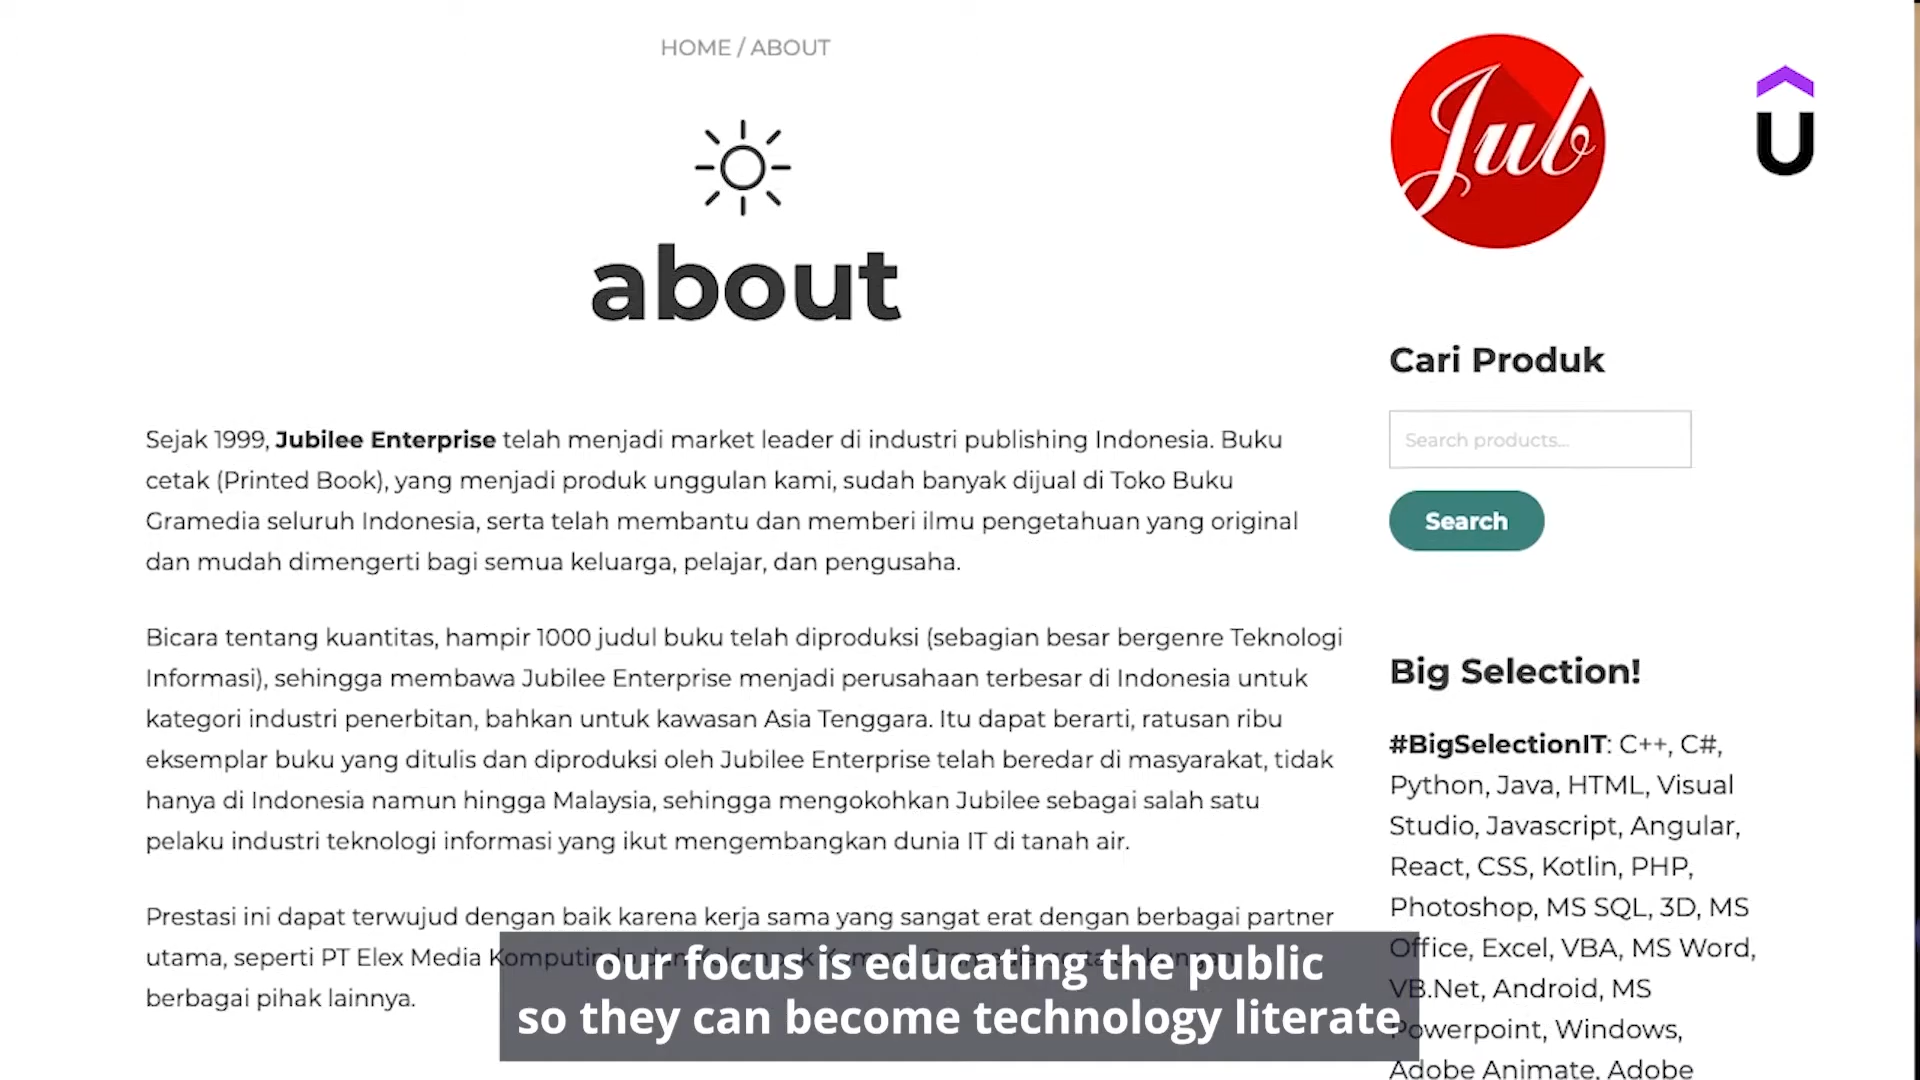 HOME / ABOUT
about
Sejak 1999, Jubilee Enterprise telah menjadi market leader di industri publishing Indonesia. Buku
cetak (Printed Book), yang menjadi produk unggulan kami, sudah banyak dijual di Toko Buku
Gramedia seluruh Indonesia, serta telah membantu dan memberi ilmu pengetahuan yang original
dan mudah dimengerti bagi semua keluarga, pelajar, dan pengusaha.
Bicara tentang kuantitas, hampir 1000 judul buku telah diproduksi (sebagian besar bergenre Teknologi
Informasi), sehingga membawa Jubilee Enterprise menjadi perusahaan terbesar di Indonesia untuk
kategori industri penerbitan, bahkan untuk kawasan Asia Tenggara. Itu dapat berarti, ratusan ribu
eksemplar buku yang ditulis dan diproduksi oleh Jubilee Enterprise telah beredar di masyarakat, tidak
hanya di Indonesia namun hingga Malaysia, sehingga mengokohkan Jubilee sebagai salah satu
pelaku industri teknologi informasi yang ikut mengembangkan dunia IT di tanah air.
Prestasi ini dapat terwujud dengan baik karena kerja sama yang sangat erat dengan berbagai partner
utama, seperti PT Elex Media
berbagai pihak lainnya.
Jub
U
Cari Produk
Search products...
Search
Big Selection!
#BigSelectionIT: C++, C#,
Python, Java, HTML, Visual
Studio, Javascript, Angular,
React, CSS, Kotlin, PHP,
Photoshop, MS SQL, 3D, MS
Office, Excel, VBA, MS Word,
VB.Net, Android, MS
Powerpoint, Windows,
Adobe Animate, Adobe
our focus is educating the public
so they can become technology literate